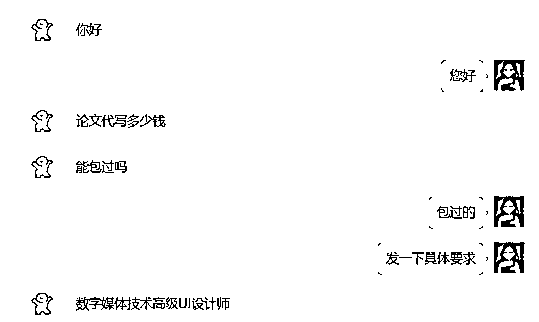 你好
您好
论文代写多少钱
能包过吗
包过的
发一下具体要求
数字媒体技术高级UI设计师